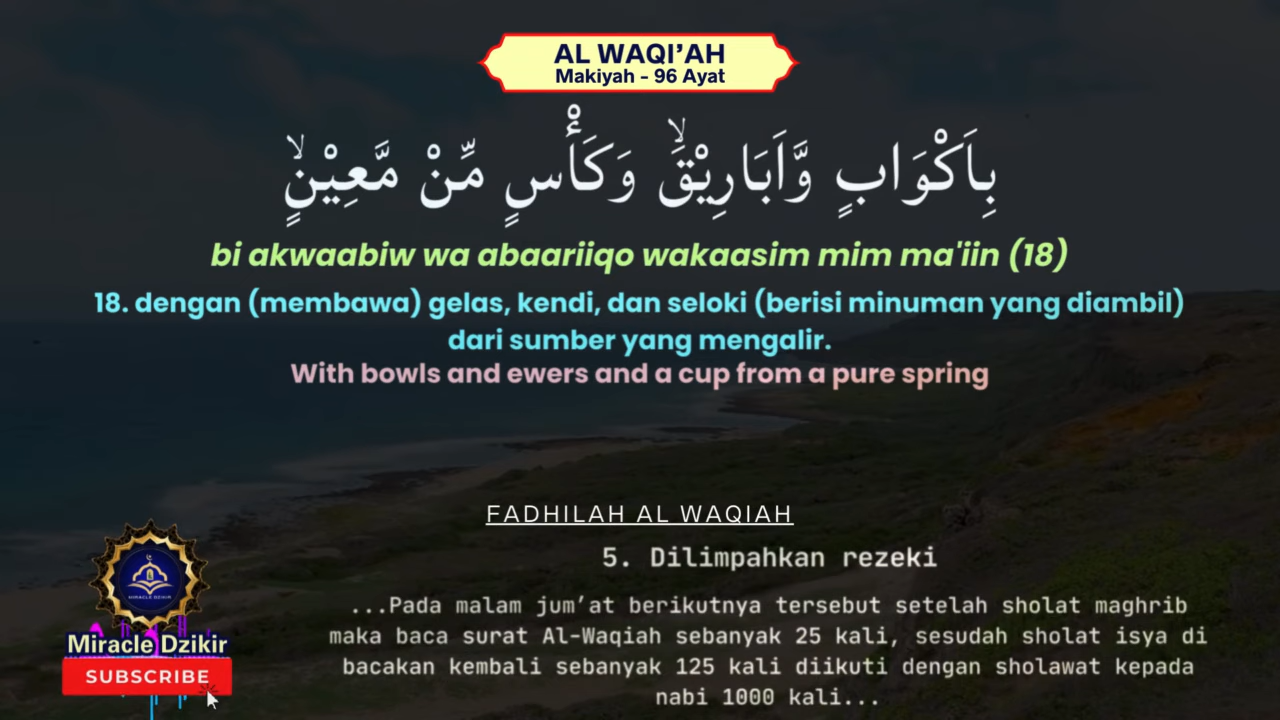 AL WAQI’AH
Makiyah - 96 Ayat
بِاَكْوَابٍ وَّاَبَارِيْقَۙ وَكَأْسٍ مِّنْ مَّعِيْنٍۙ
bi akwaabiw wa abaariiqo wakaasim mim ma'iin (18)
18. dengan (membawa) gelas, kendi, dan seloki (berisi minuman yang diambil)
dari sumber yang mengalir.
With bowls and ewers and a cup from a pure spring
FADHILAH AL WAQIAH
5. Dilimpahkan rezeki
...Pada malam jum’at berikutnya tersebut setelah sholat maghrib
maka baca surat Al-Waqiah sebanyak 25 kali, sesudah sholat isya di
bacakan kembali sebanyak 125 kali diikuti dengan sholawat kepada
nabi 1000 kali...
MIRACLE DZIKIR
Miracle Dzikir
SUBSCRIBE